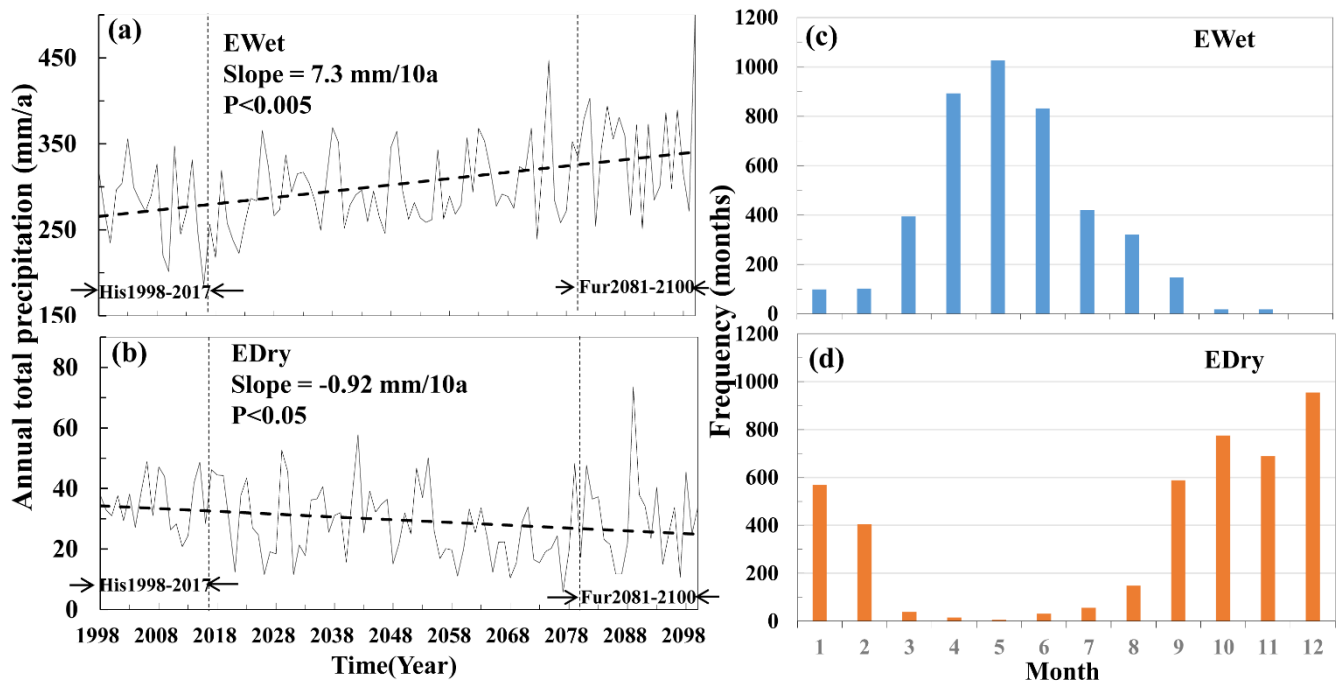 Annual total precipitation (mm/a)
(a)
EWet
Slope = 7.3 mm/10a
P<0.005
450
350
250
150
His1998-2017
Fur2081-2100
(b)
EDry
Slope = -0.92 mm/10a
P<0.05
80
60
40
20
0
His1998-2017
Fur2081-2100
1998 2008 2018 2028 2038 2048 2058 2068 2078 2088 2098
Time(Year)
Frequency (months)
(c)
EWet
1200
1000
800
600
400
200
0
(d)
EDry
1200
1000
800
600
400
200
0
1 2 3 4 5 6 7 8 9 10 11 12
Month